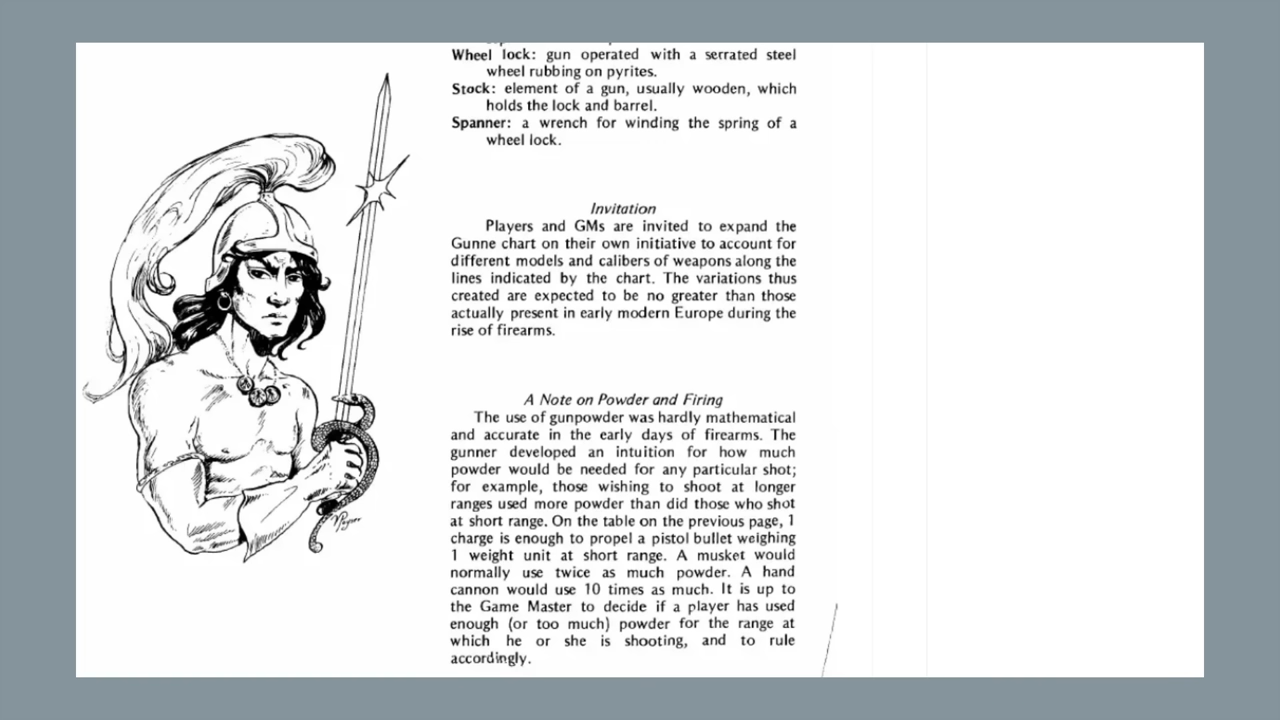 Wheel lock: gun operated with a serrated steel
wheel rubbing on pyrites.
Stock: element of a gun, usually wooden, which
holds the lock and barrel.
Spanner: a wrench for winding the spring of a
wheel lock.
Invitation
Players and GMs are invited to expand the
Gunne chart on their own initiative to account for
different models and calibers of weapons along the
lines indicated by the chart. The variations thus
created are expected to be no greater than those
actually present in early modern Europe during the
rise of firearms.
A Note on Powder and Firing
The use of gunpowder was hardly mathematical
and accurate in the early days of firearms. The
gunner developed an intuition for how much
powder would be needed for any particular shot;
for example, those wishing to shoot at longer
ranges used more powder than did those who shot
at short range. On the table on the previous page, 1
charge is enough to propel a pistol bullet weighing
1 weight unit at short range. A musket would
normally use twice as much powder. A hand
cannon would use 10 times as much. It is up to
the Game Master to decide if a player has used
enough (or too much) powder for the range at
which he or she is shooting, and to rule
accordingly.